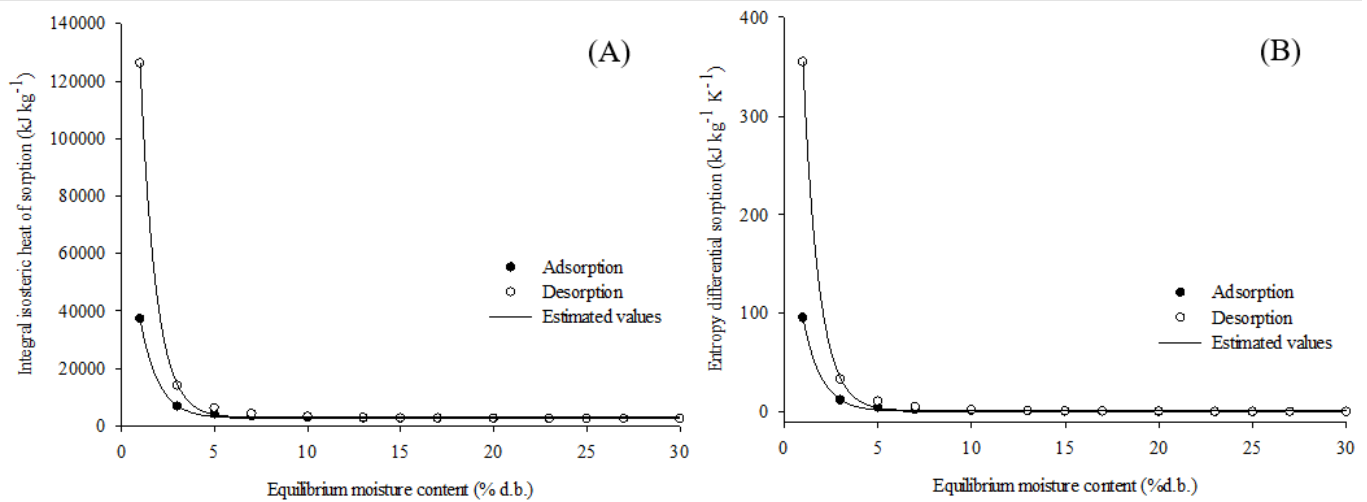 (A)
Integral isosteric heat of sorption (kJ kg⁻¹)
140000
120000
100000
80000
60000
40000
20000
0
Adsorption
Desorption
Estimated values
0 5 10 15 20 25 30
Equilibrium moisture content (% d.b.)
(B)
Entropy differential sorption (kJ kg⁻¹ K⁻¹)
400
300
200
100
0
Adsorption
Desorption
Estimated values
0 5 10 15 20 25 30
Equilibrium moisture content (%d.b.)